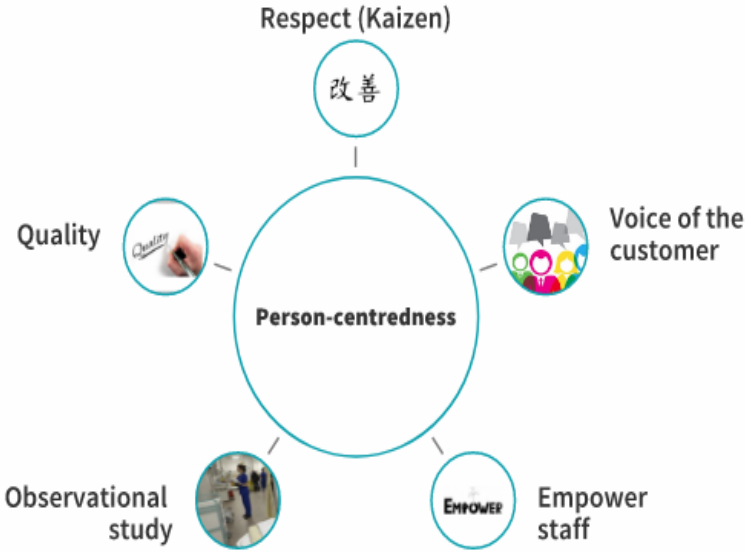 Respect (Kaizen)
改善
Quality
Quality
Voice of the
customer
Person-centredness
Observational
study
EMPOWER
Empower
staff